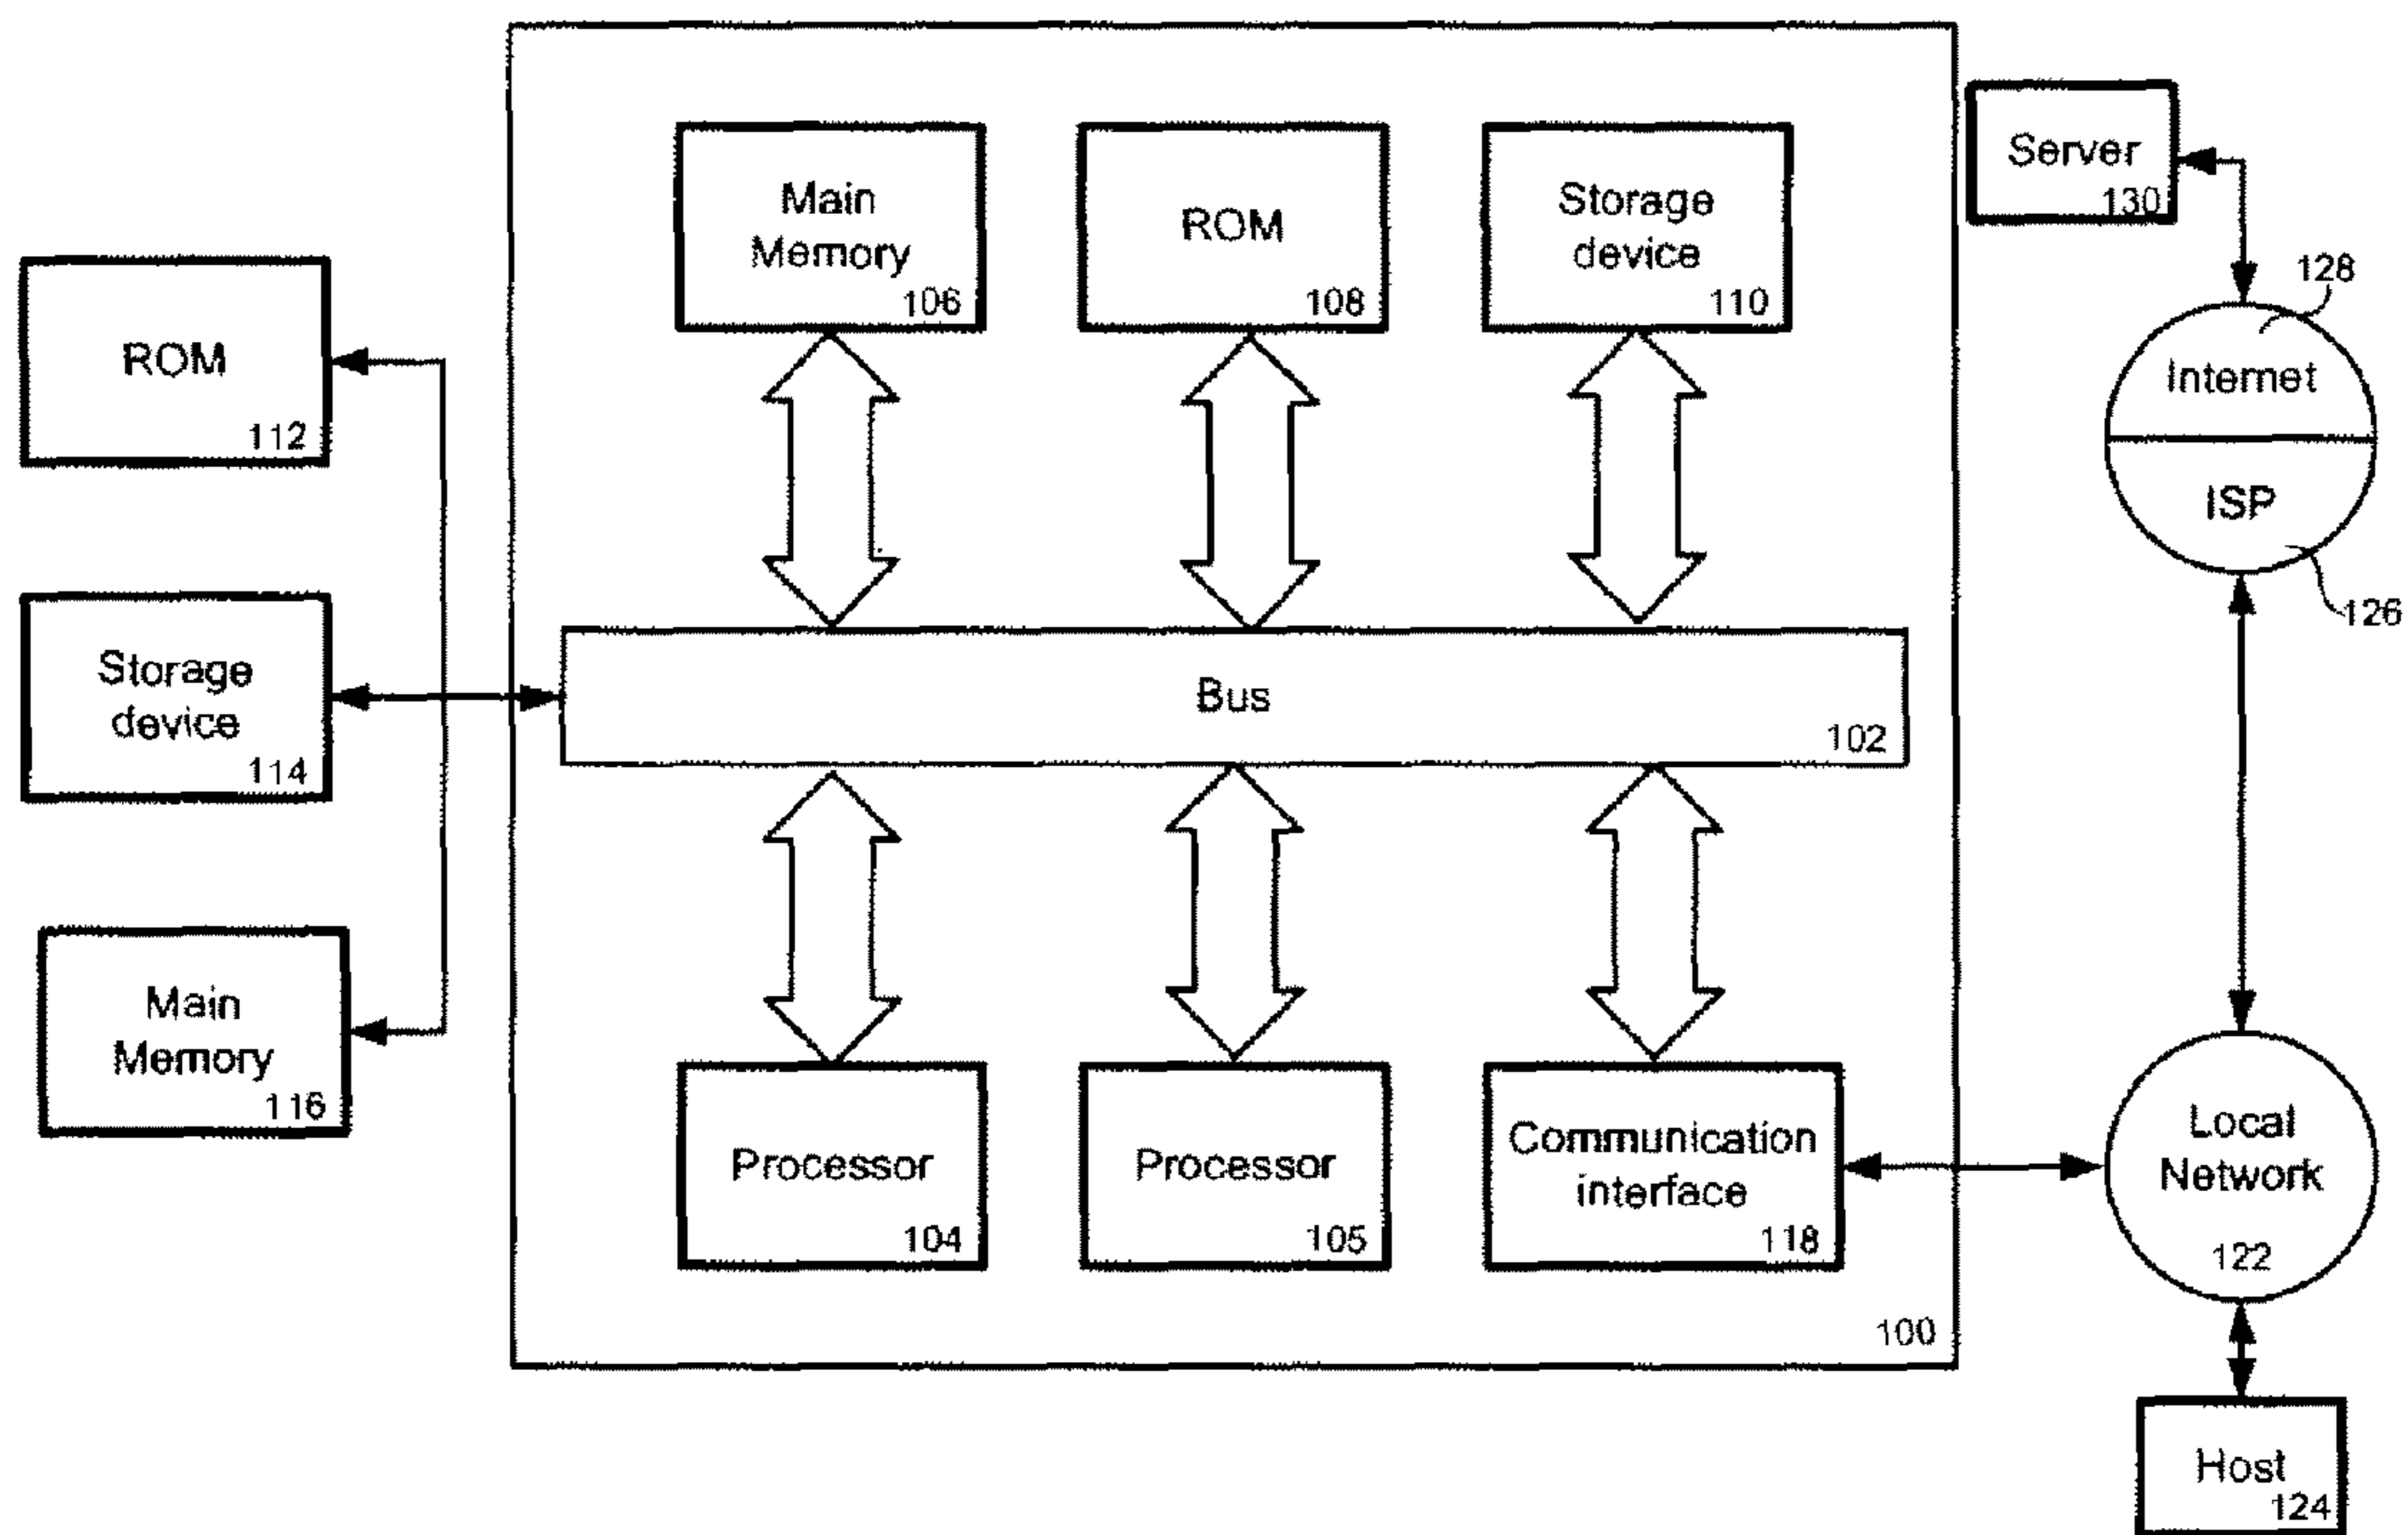 Main
Memory
106
ROM
108
Storage
device
110
Server
130
128
Internet
ISP
126
ROM
112
Storage
device
114
Main
Memory
116
Bus
102
Processor
104
Processor
105
Communication
interface
118
Local
Network
122
100
Host
124